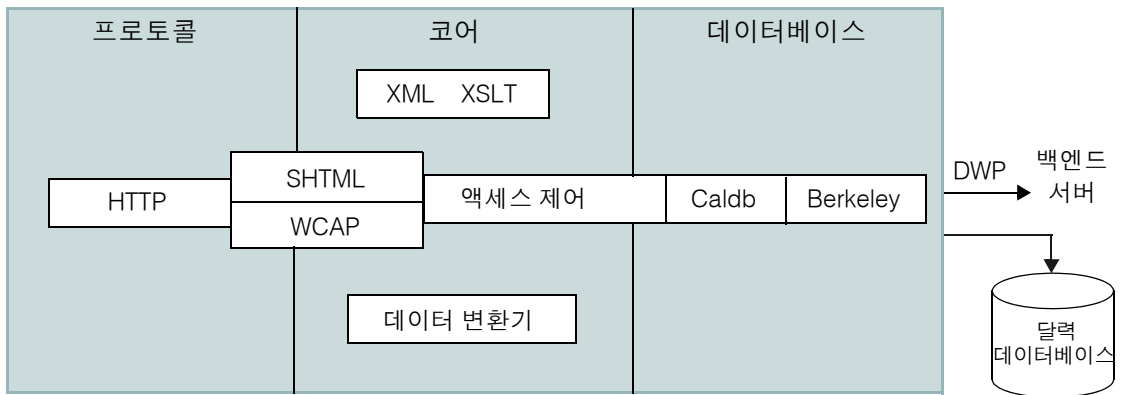 프로토콜
코어
데이터베이스
XML XSLT
HTTP
SHTML
WCAP
액세스 제어
Caldb
Berkeley
데이터 변환기
DWP
백엔드
서버
달력
데이터베이스